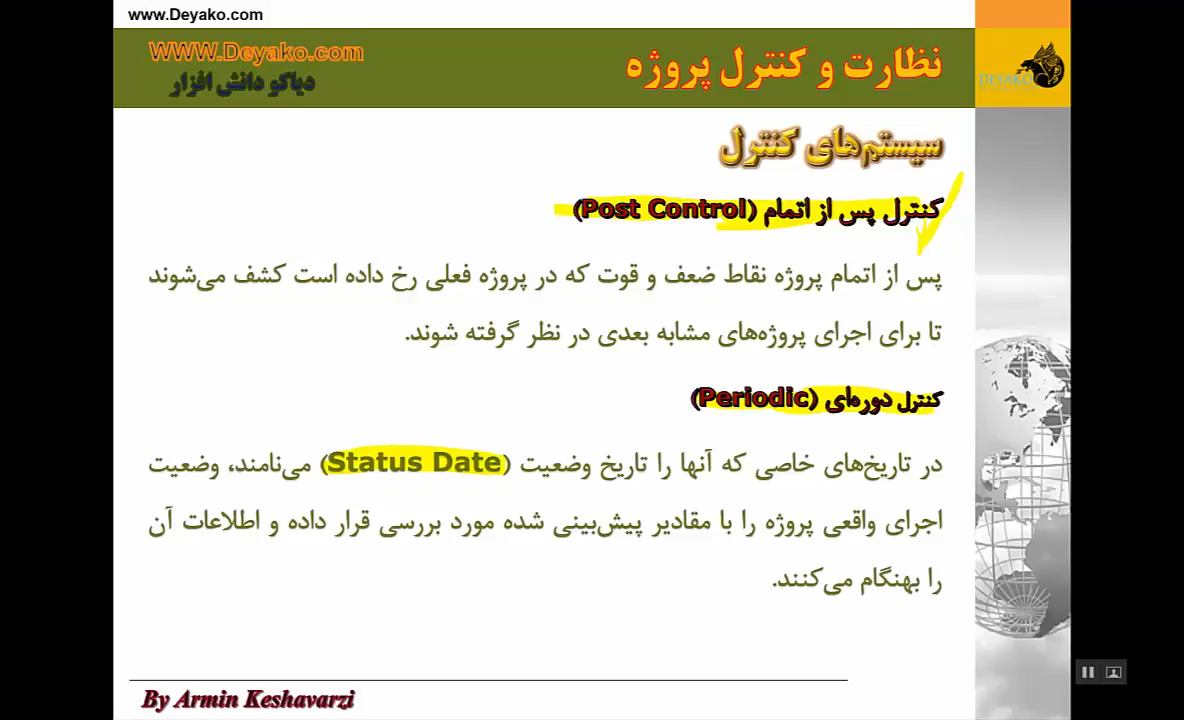 www.Deyako.com
WWW.Deyako.com
دیاکو دانش افزار
نظارت و کنترل پروژه
DEYAKO
سیستم‌های کنترل
کنترل پس از اتمام (Post Control)
پس از اتمام پروژه نقاط ضعف و قوت که در پروژه فعلی رخ داده است کشف می‌شوند
تا برای اجرای پروژه‌های مشابه بعدی در نظر گرفته شوند.
کنترل دوره‌ای (Periodic)
در تاریخ‌های خاصی که آنها را تاریخ وضعیت (Status Date) می‌نامند، وضعیت
اجرای واقعی پروژه را با مقادیر پیش‌بینی شده مورد بررسی قرار داده و اطلاعات آن
را بهنگام می‌کنند.
By Armin Keshavarzi